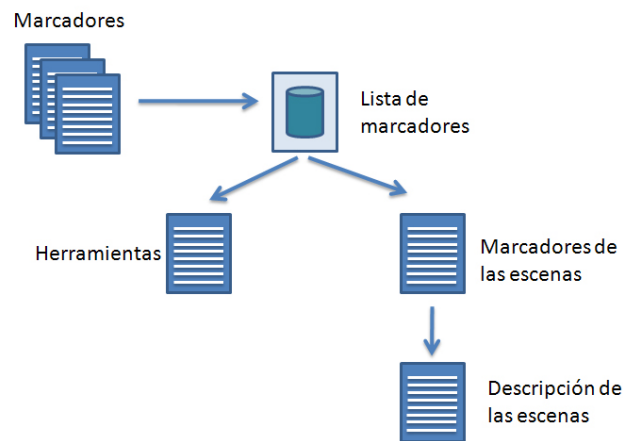 Marcadores
Lista de
marcadores
Herramientas
Marcadores de
las escenas
Descripción de
las escenas